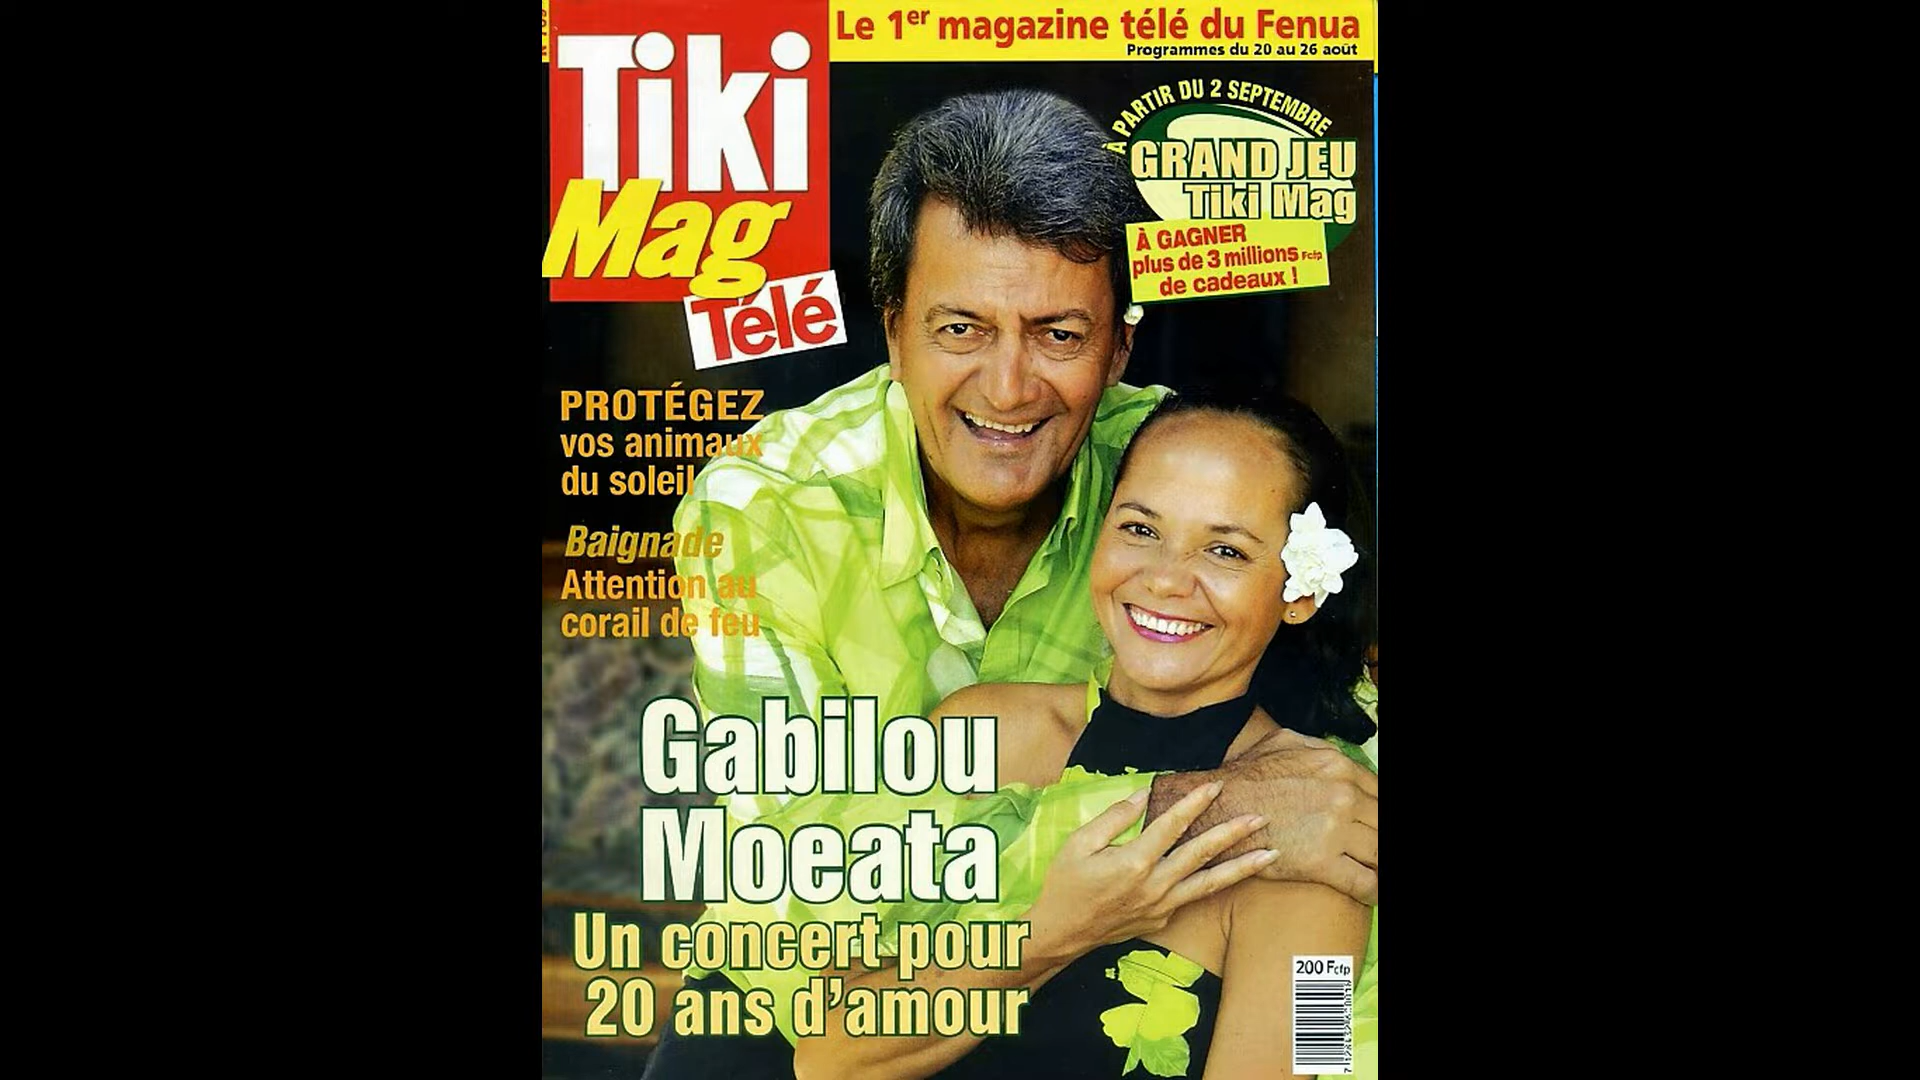 Le 1er magazine télé du Fenua
Programmes du 20 au 26 août
Tiki
Mag
Télé
À PARTIR DU 2 SEPTEMBRE
GRAND JEU
Tiki Mag
À GAGNER
plus de 3 millions Fcfp
de cadeaux !
PROTÉGEZ
vos animaux
du soleil
Baignade
Attention au
corail de feu
Gabilou
Moeata
Un concert pour
20 ans d'amour
200 Fcfp